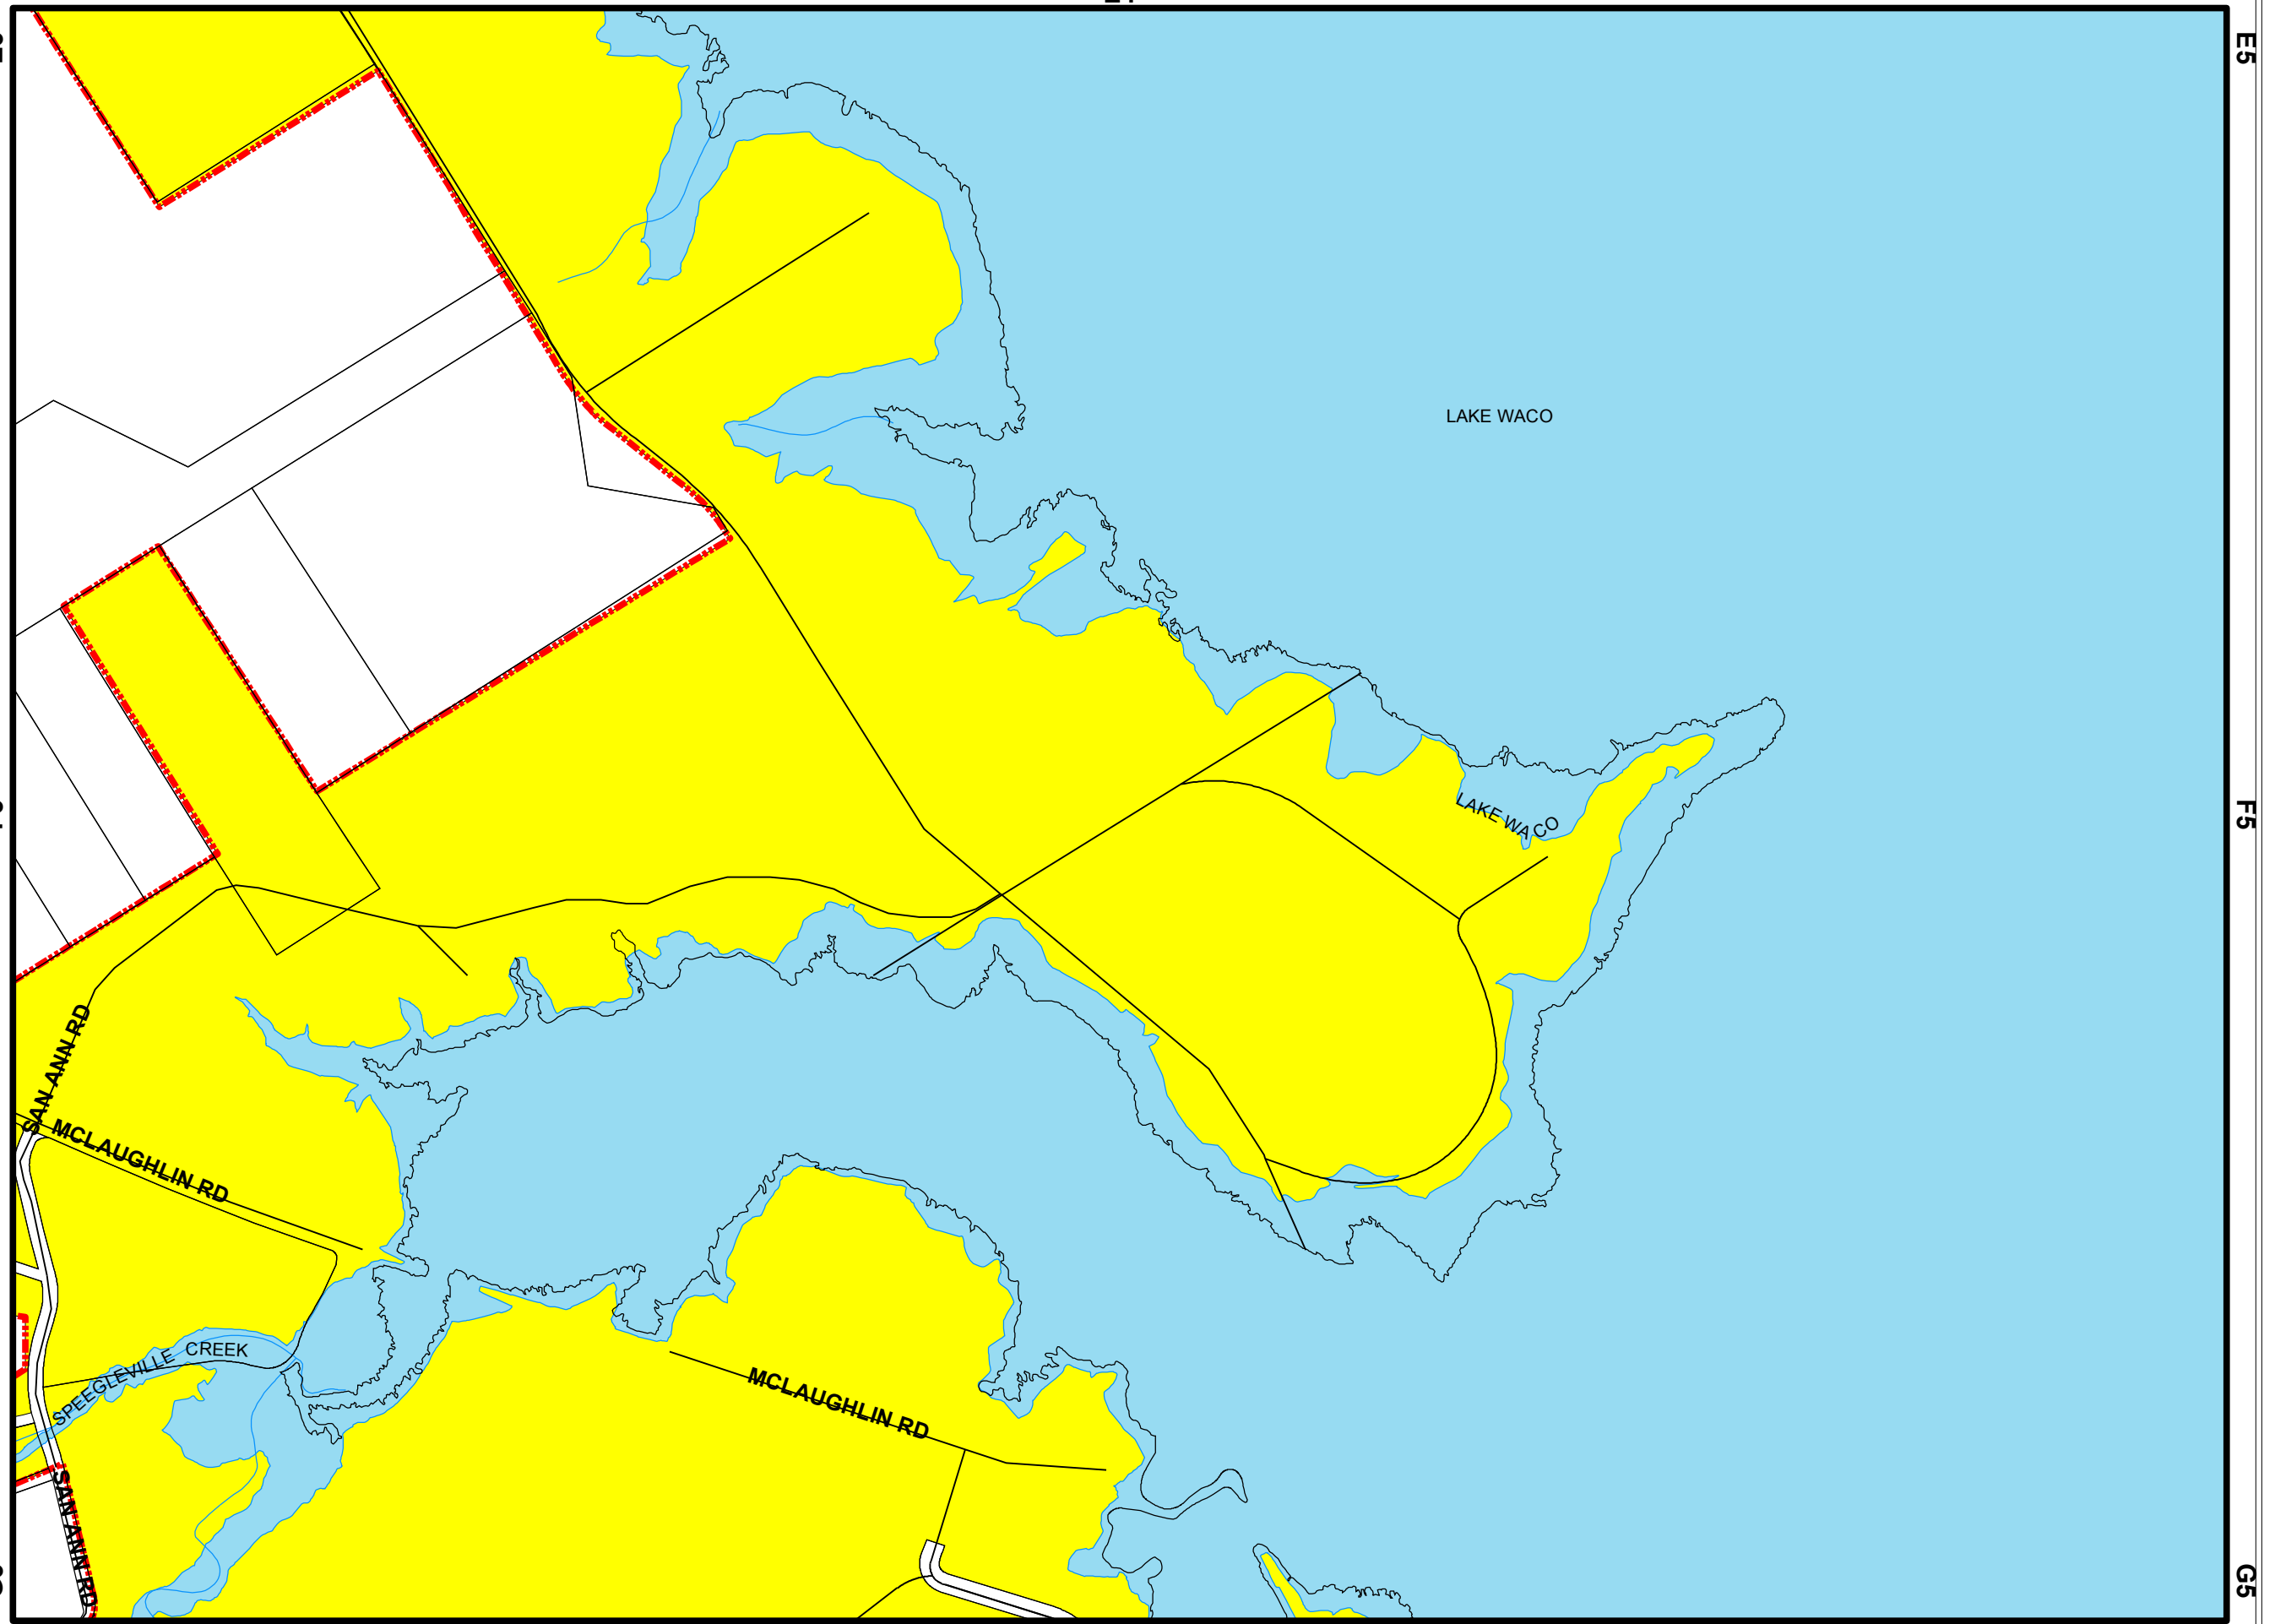 E5
LAKE WACO
F5
LAKE WACO
SAN ANN RD
MCLAUGHLIN RD
SPEEGLEVILLE CREEK
MCLAUGHLIN RD
SAN ANN RD
G5